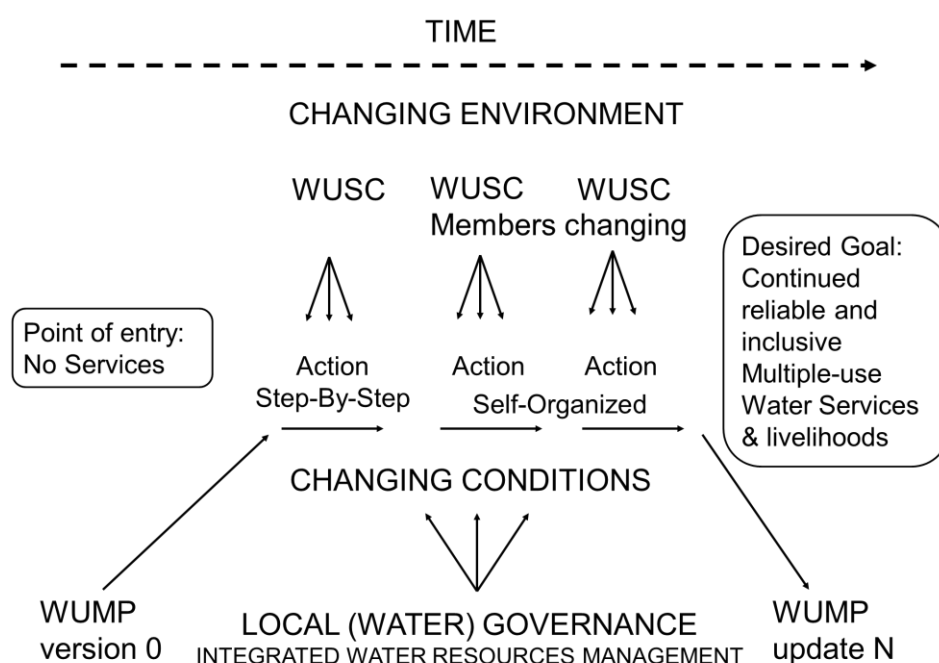 TIME
CHANGING ENVIRONMENT
WUSC
WUSC
Members changing
WUSC
Point of entry:
No Services
Action
Step-By-Step
Action
Action
Self-Organized
Desired Goal:
Continued
reliable and
inclusive
Multiple-use
Water Services
& livelihoods
CHANGING CONDITIONS
WUMP
version 0
LOCAL (WATER) GOVERNANCE
INTEGRATED WATER RESOURCES MANAGEMENT
WUMP
update N